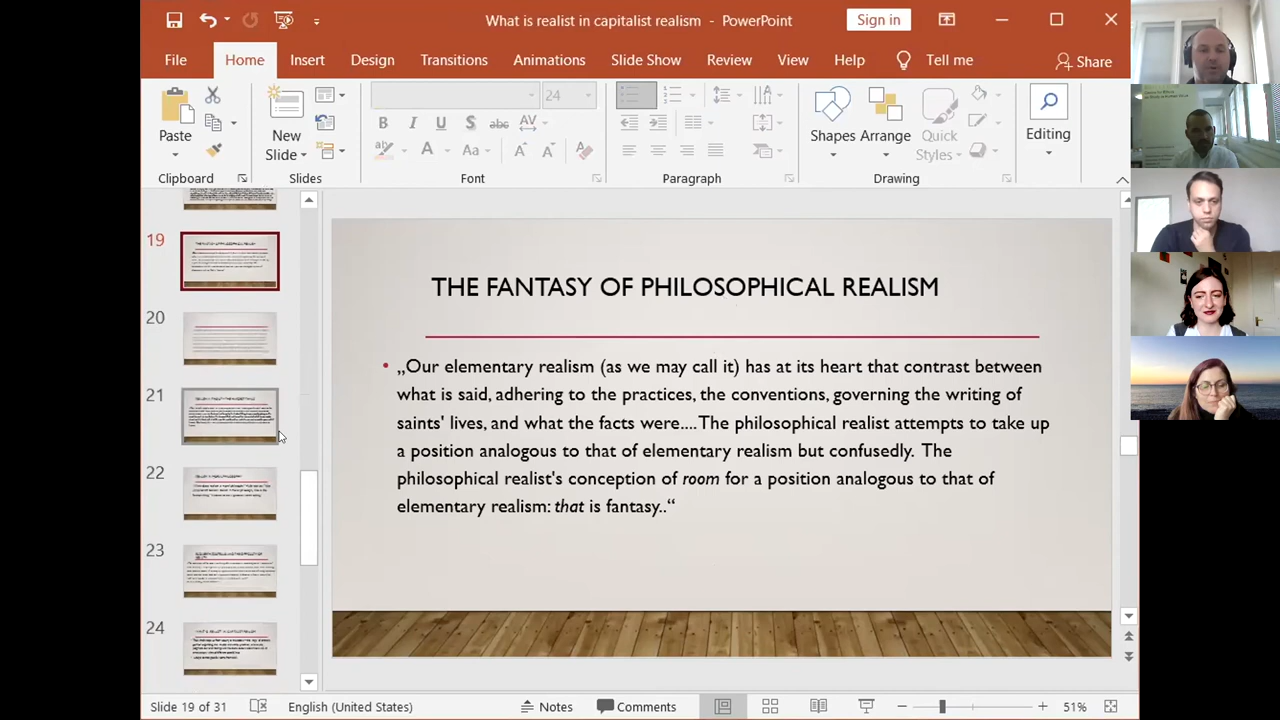 What is realist in capitalist realism - PowerPoint
Sign in
File Home Insert Design Transitions Animations Slide Show Review View Help Tell me Share
24
Paste
New Slide
Shapes Arrange Quick Styles
Editing
Clipboard Slides Font Paragraph Drawing
19
20
21
22
23
24
THE FANTASY OF PHILOSOPHICAL REALISM
• „Our elementary realism (as we may call it) has at its heart that contrast between
what is said, adhering to the practices, the conventions, governing the writing of
saints' lives, and what the facts were....The philosophical realist attempts to take up
a position analogous to that of elementary realism but confusedly. The
philosophical realist's conception of room for a position analogous to that of
elementary realism: that is fantasy..“
Slide 19 of 31 English (United States) Notes Comments 51%